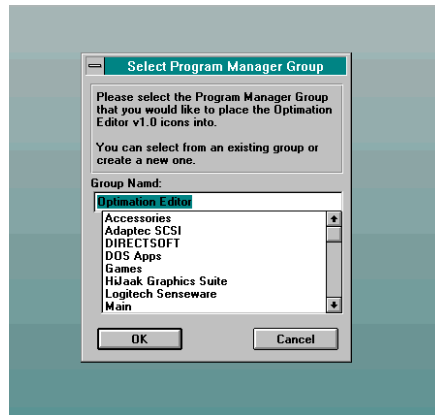 Select Program Manager Group
Please select the Program Manager Group
that you would like to place the Optimation
Editor v1.0 icons into.
You can select from an existing group or
create a new one.
Group Namd:
Optimation Editor
Accessories
Adaptec SCSI
DIRECTSOFT
DOS Apps
Games
HiJaak Graphics Suite
Logitech Senseware
Main
OK
Cancel